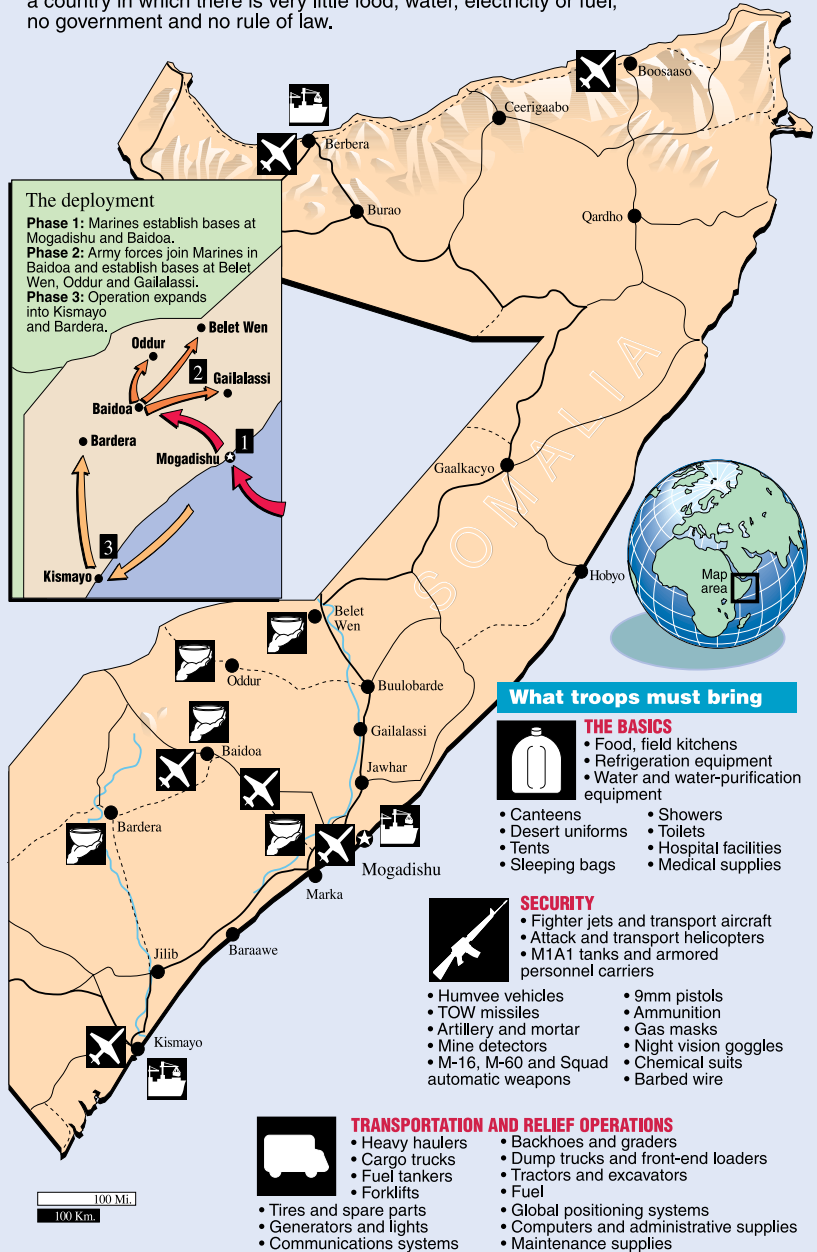 a country in which there is very little food, water, electricity or fuel,
no government and no rule of law.
Boosaaso
Ceerigaabo
Berbera
Burao
Qardho
The deployment
Phase 1: Marines establish bases at
Mogadishu and Baidoa.
Phase 2: Army forces join Marines in
Baidoa and establish bases at Belet
Wen, Oddur and Gailalassi.
Phase 3: Operation expands
into Kismayo
and Bardera.
Belet Wen
Oddur
2
Gailalassi
Baidoa
Bardera
1
Mogadishu
3
Kismayo
SOMALIA
Gaalkacyo
Hobyo
Map
area
Belet
Wen
Oddur
Buulobarde
Gailalassi
Baidoa
Jawhar
Bardera
Mogadishu
Marka
Baraawe
Jilib
Kismayo
What troops must bring
THE BASICS
• Food, field kitchens
• Refrigeration equipment
• Water and water-purification
equipment
• Canteens
• Desert uniforms
• Tents
• Sleeping bags
• Showers
• Toilets
• Hospital facilities
• Medical supplies
SECURITY
• Fighter jets and transport aircraft
• Attack and transport helicopters
• M1A1 tanks and armored
personnel carriers
• Humvee vehicles
• TOW missiles
• Artillery and mortar
• Mine detectors
• M-16, M-60 and Squad
automatic weapons
• 9mm pistols
• Ammunition
• Gas masks
• Night vision goggles
• Chemical suits
• Barbed wire
TRANSPORTATION AND RELIEF OPERATIONS
• Heavy haulers
• Cargo trucks
• Fuel tankers
• Forklifts
• Tires and spare parts
• Generators and lights
• Communications systems
• Backhoes and graders
• Dump trucks and front-end loaders
• Tractors and excavators
• Fuel
• Global positioning systems
• Computers and administrative supplies
• Maintenance supplies
100 Mi.
100 Km.